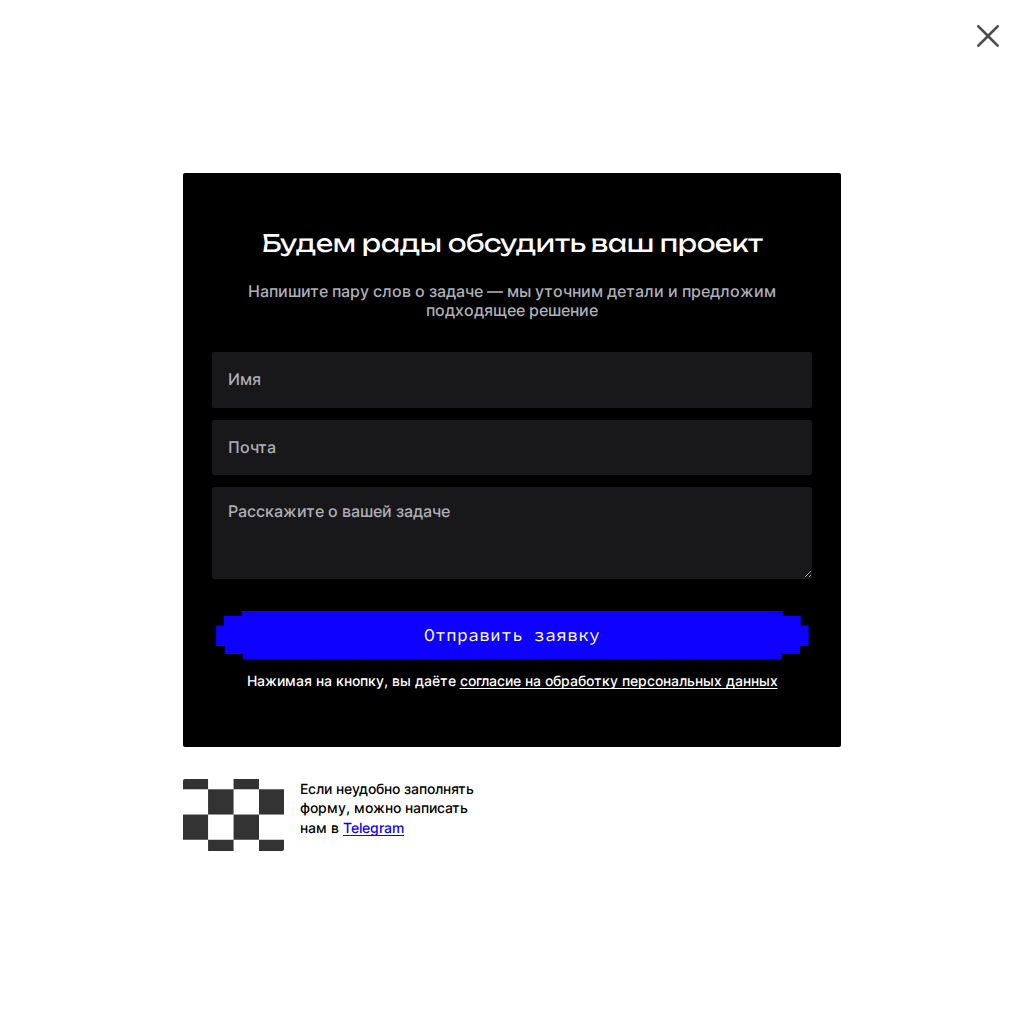 Будем рады обсудить ваш проект
Напишите пару слов о задаче — мы уточним детали и предложим
подходящее решение
Имя
Почта
Расскажите о вашей задаче
Отправить заявку
Нажимая на кнопку, вы даёте согласие на обработку персональных данных
Если неудобно заполнять
форму, можно написать
нам в Telegram